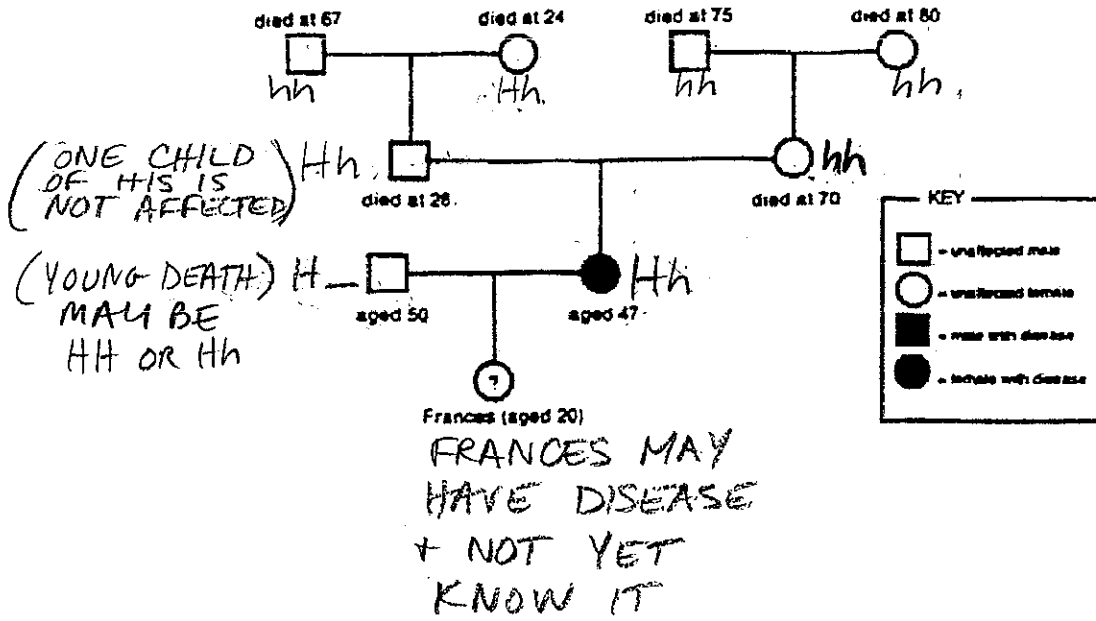 died at 67
died at 24
died at 75
died at 80
hh
Hh
hh
hh
(ONE CHILD
OF HIS IS
NOT AFFECTED)
Hh
hh
died at 26
died at 70
KEY
= unaffected male
= unaffected female
= male with disease
= female with disease
(YOUNG DEATH)
MAY BE
HH OR Hh
H_
Hh
aged 50
aged 47
?
Frances (aged 20)
FRANCES MAY
HAVE DISEASE
+ NOT YET
KNOW IT